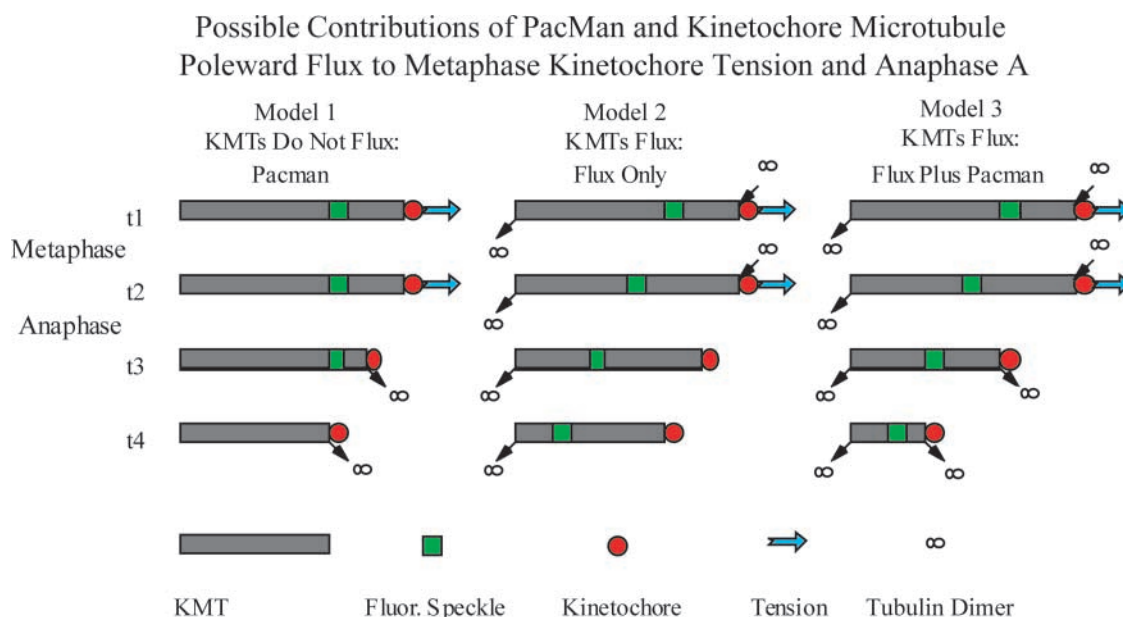 Possible Contributions of PacMan and Kinetochore Microtubule
Poleward Flux to Metaphase Kinetochore Tension and Anaphase A
Model 1
KMTs Do Not Flux:
Pacman
Model 2
KMTs Flux:
Flux Only
Model 3
KMTs Flux:
Flux Plus Pacman
t1
Metaphase
t2
Anaphase
t3
t4
KMT
Fluor. Speckle
Kinetochore
Tension
Tubulin Dimer